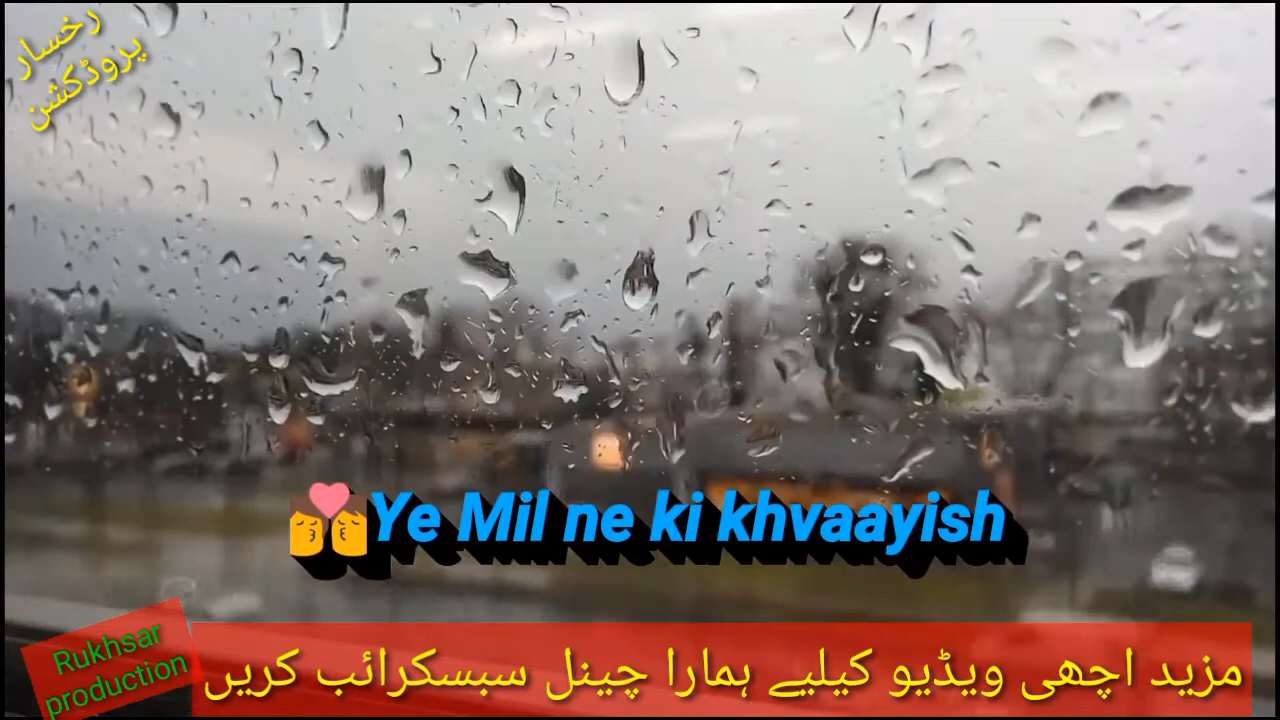 رخسار
پروڈکشن
💏Ye Mil ne ki khvaayish
Rukhsar
production
مزید اچھی ویڈیو کیلیے ہمارا چینل سبسکرائب کریں